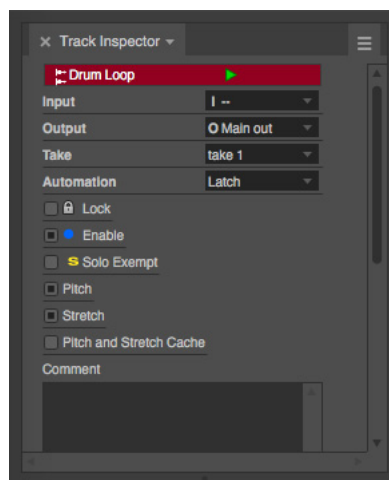 Track Inspector
Drum Loop
Input I --
Output O Main out
Take take 1
Automation Latch
Lock
Enable
S Solo Exempt
Pitch
Stretch
Pitch and Stretch Cache
Comment